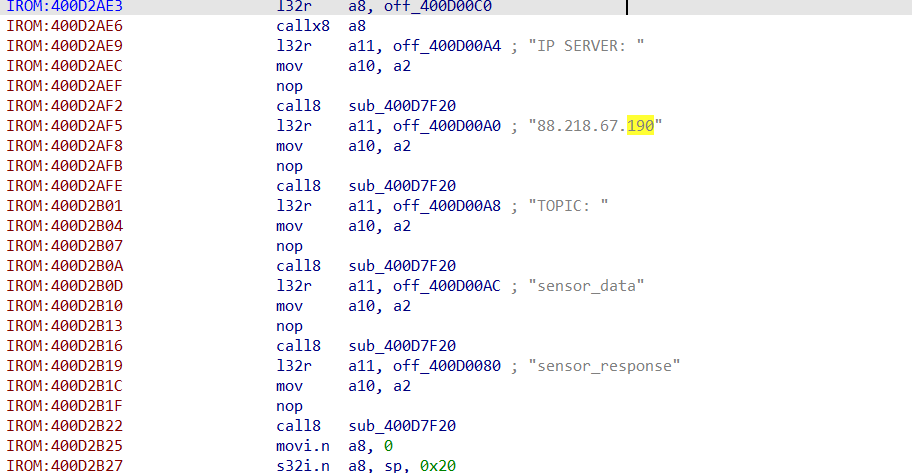 IROM:400D2AE3 l32r a8, off_400D00C0
IROM:400D2AE6 callx8 a8
IROM:400D2AE9 l32r a11, off_400D00A4 ; "IP SERVER: "
IROM:400D2AEC mov a10, a2
IROM:400D2AEF nop
IROM:400D2AF2 call8 sub_400D7F20
IROM:400D2AF5 l32r a11, off_400D00A0 ; "88.218.67.190"
IROM:400D2AF8 mov a10, a2
IROM:400D2AFB nop
IROM:400D2AFE call8 sub_400D7F20
IROM:400D2B01 l32r a11, off_400D00A8 ; "TOPIC: "
IROM:400D2B04 mov a10, a2
IROM:400D2B07 nop
IROM:400D2B0A call8 sub_400D7F20
IROM:400D2B0D l32r a11, off_400D00AC ; "sensor_data"
IROM:400D2B10 mov a10, a2
IROM:400D2B13 nop
IROM:400D2B16 call8 sub_400D7F20
IROM:400D2B19 l32r a11, off_400D0080 ; "sensor_response"
IROM:400D2B1C mov a10, a2
IROM:400D2B1F nop
IROM:400D2B22 call8 sub_400D7F20
IROM:400D2B25 movi.n a8, 0
IROM:400D2B27 s32i.n a8, sp, 0x20